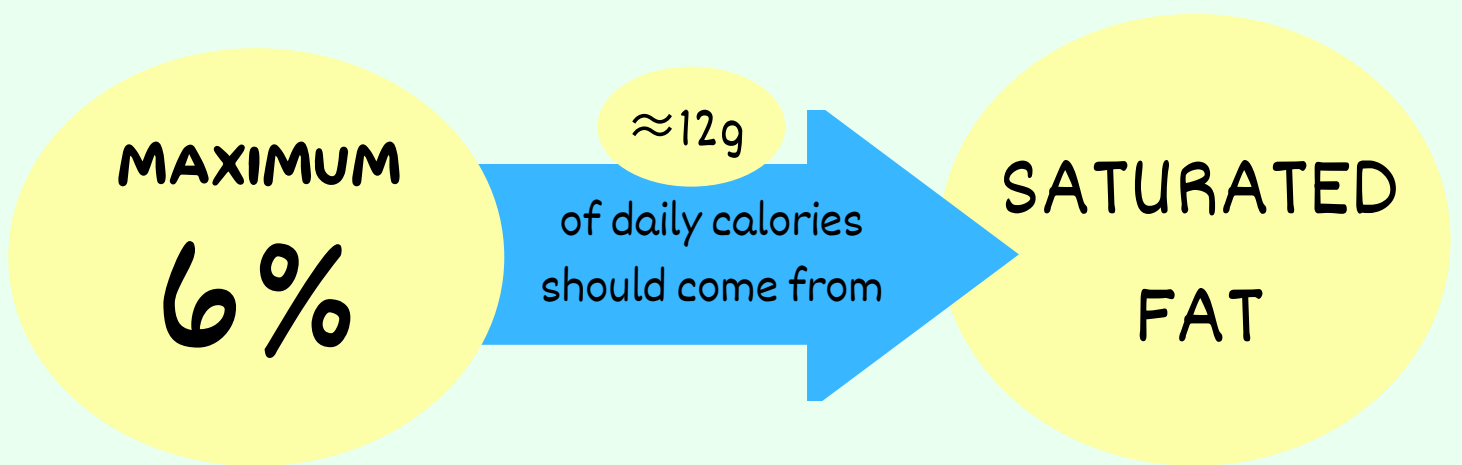 MAXIMUM
6%
≈12g
of daily calories
should come from
SATURATED
FAT